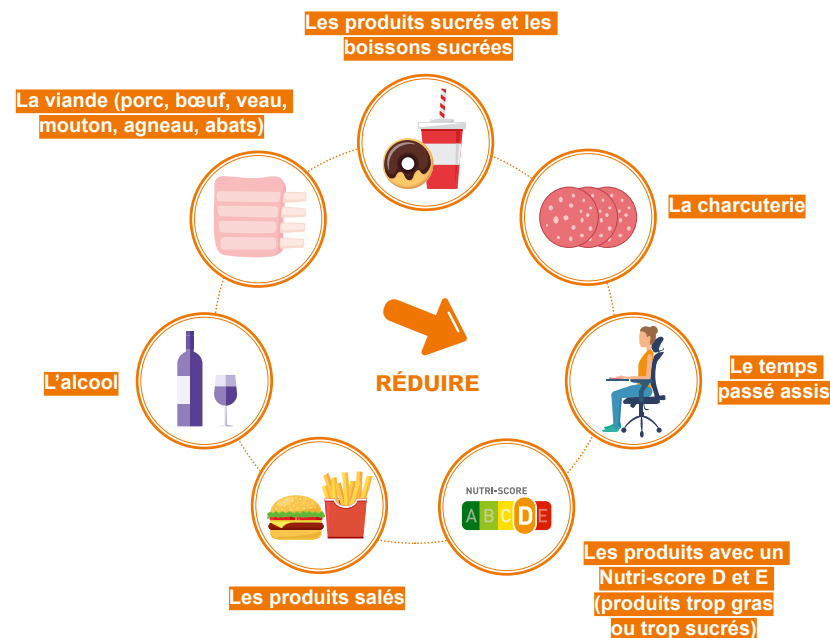 Les produits sucrés et les
boissons sucrées
La viande (porc, bœuf, veau,
mouton, agneau, abats)
La charcuterie
L’alcool
RÉDUIRE
Le temps
passé assis
NUTRI-SCORE
A B C D E
Les produits salés
Les produits avec un
Nutri-score D et E
(produits trop gras
ou trop sucrés)